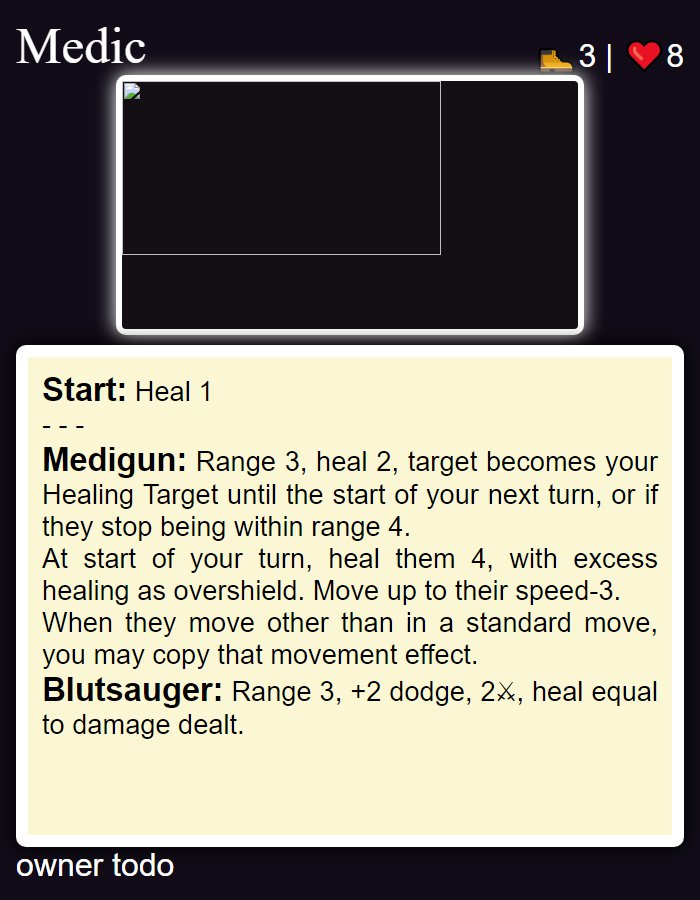 Medic
🥾3 | ❤️8
Start: Heal 1
- - -
Medigun: Range 3, heal 2, target becomes your
Healing Target until the start of your next turn, or if
they stop being within range 4.
At start of your turn, heal them 4, with excess
healing as overshield. Move up to their speed-3.
When they move other than in a standard move,
you may copy that movement effect.
Blutsauger: Range 3, +2 dodge, 2⚔, heal equal
to damage dealt.
owner todo